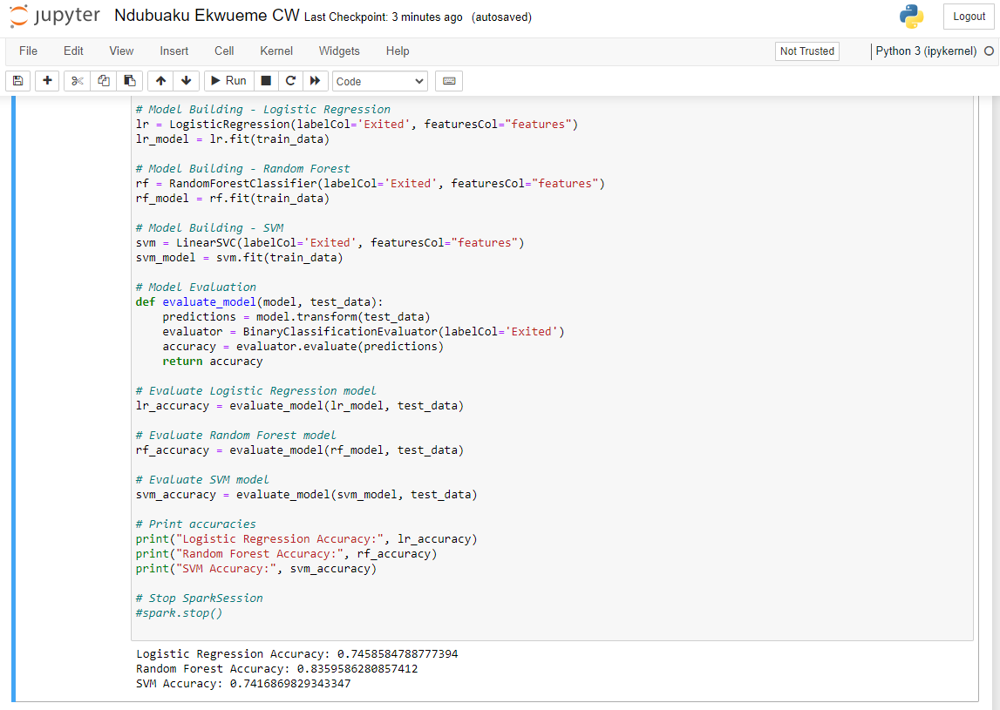 jupyter Ndubuaku Ekwueme CW Last Checkpoint: 3 minutes ago (autosaved) Logout
File Edit View Insert Cell Kernel Widgets Help Not Trusted Python 3 (ipykernel)
Run Code
# Model Building - Logistic Regression
lr = LogisticRegression(labelCol='Exited', featuresCol="features")
lr_model = lr.fit(train_data)
# Model Building - Random Forest
rf = RandomForestClassifier(labelCol='Exited', featuresCol="features")
rf_model = rf.fit(train_data)
# Model Building - SVM
svm = LinearSVC(labelCol='Exited', featuresCol="features")
svm_model = svm.fit(train_data)
# Model Evaluation
def evaluate_model(model, test_data):
    predictions = model.transform(test_data)
    evaluator = BinaryClassificationEvaluator(labelCol='Exited')
    accuracy = evaluator.evaluate(predictions)
    return accuracy
# Evaluate Logistic Regression model
lr_accuracy = evaluate_model(lr_model, test_data)
# Evaluate Random Forest model
rf_accuracy = evaluate_model(rf_model, test_data)
# Evaluate SVM model
svm_accuracy = evaluate_model(svm_model, test_data)
# Print accuracies
print("Logistic Regression Accuracy:", lr_accuracy)
print("Random Forest Accuracy:", rf_accuracy)
print("SVM Accuracy:", svm_accuracy)
# Stop SparkSession
#spark.stop()
Logistic Regression Accuracy: 0.7458584788777394
Random Forest Accuracy: 0.8359586280857412
SVM Accuracy: 0.7416869829343347